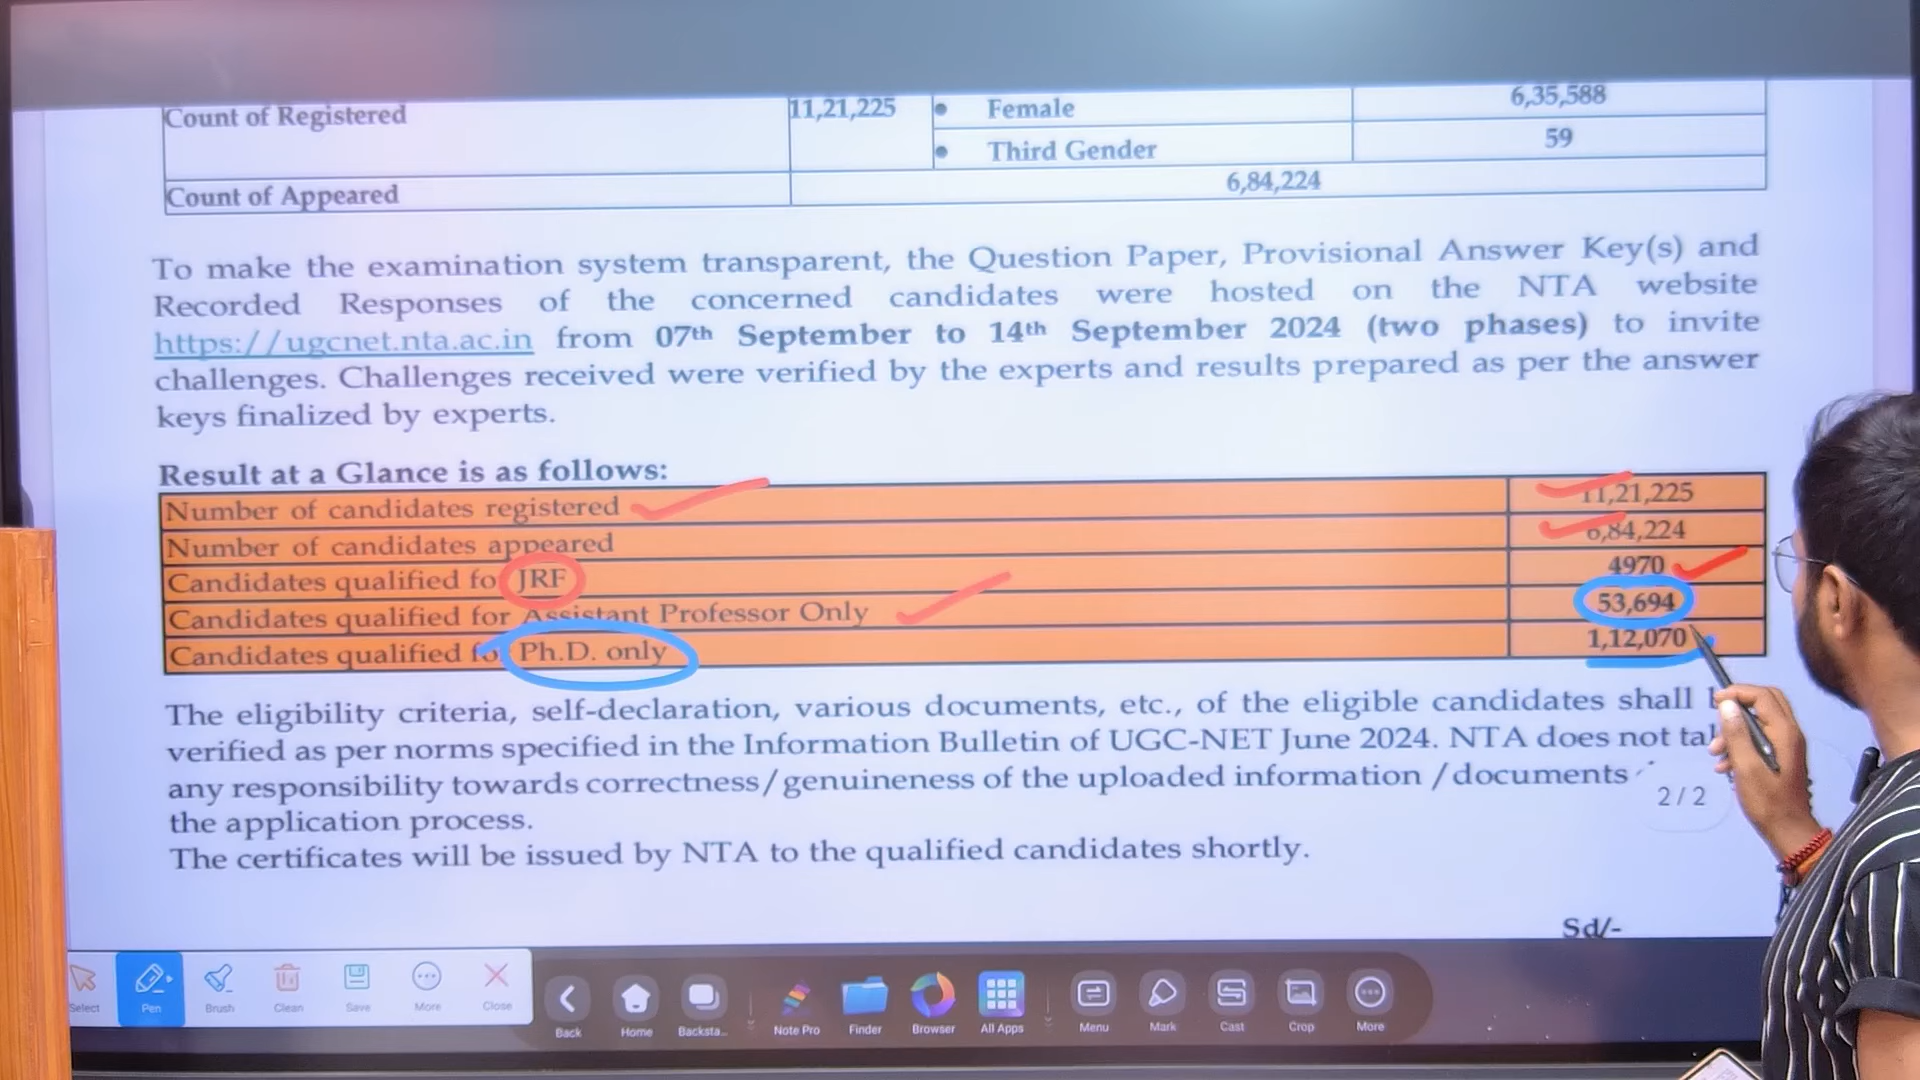 Count of Registered 11,21,225 • Female 6,35,588
• Third Gender 59
Count of Appeared 6,84,224
To make the examination system transparent, the Question Paper, Provisional Answer Key(s) and
Recorded Responses of the concerned candidates were hosted on the NTA website
https://ugcnet.nta.ac.in from 07th September to 14th September 2024 (two phases) to invite
challenges. Challenges received were verified by the experts and results prepared as per the answer
keys finalized by experts.
Result at a Glance is as follows:
Number of candidates registered 11,21,225
Number of candidates appeared 6,84,224
Candidates qualified fo JRF 4970
Candidates qualified for Assistant Professor Only 53,694
Candidates qualified fo Ph.D. only 1,12,070
The eligibility criteria, self-declaration, various documents, etc., of the eligible candidates shall
verified as per norms specified in the Information Bulletin of UGC-NET June 2024. NTA does not
any responsibility towards correctness/genuineness of the uploaded information /documents
2/2
the application process.
The certificates will be issued by NTA to the qualified candidates shortly.
Sd/-
Select Pen Brush Clean Save More Close
Back Home Backsta... Note Pro Finder Browser All Apps Menu Mark Cast Crop More